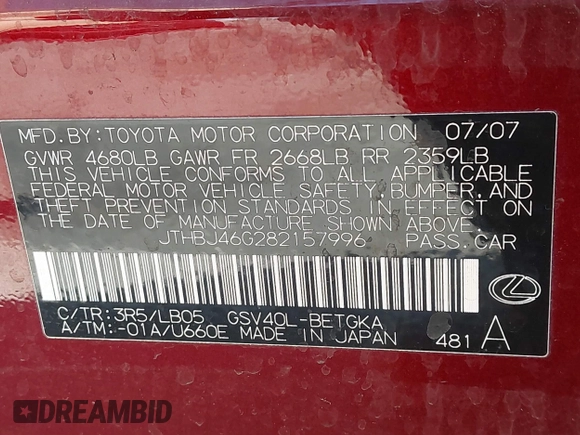 MFD.BY:TOYOTA MOTOR CORPORATION 07/07
GVWR 4680LB GAWR FR 2668LB RR 2359LB
THIS VEHICLE CONFORMS TO ALL APPLICABLE
FEDERAL MOTOR VEHICLE SAFETY, BUMPER, AND
THEFT PREVENTION STANDARDS IN EFFECT ON
THE DATE OF MANUFACTURE SHOWN ABOVE.
JTHBJ46G282157996 PASS.CAR
C/TR:3R5/LB05 GSV40L-BETGKA
A/TM:-01A/U660E MADE IN JAPAN 481 A
DREAMBID